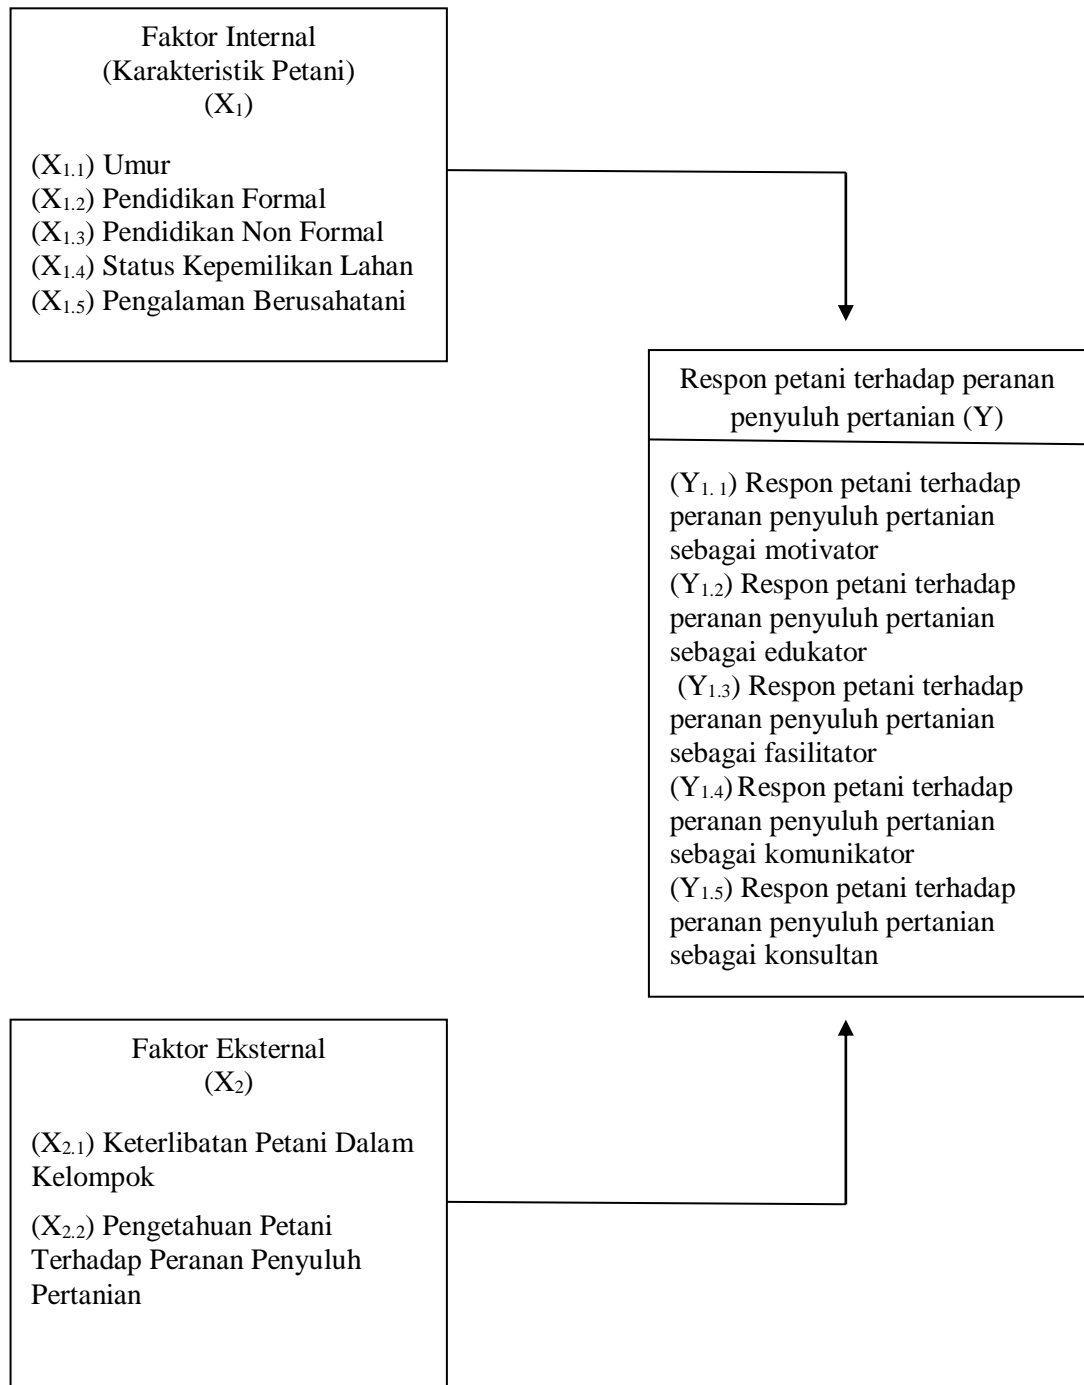 Faktor Internal
(Karakteristik Petani)
(X₁)
(X₁.₁) Umur
(X₁.₂) Pendidikan Formal
(X₁.₃) Pendidikan Non Formal
(X₁.₄) Status Kepemilikan Lahan
(X₁.₅) Pengalaman Berusahatani
Respon petani terhadap peranan
penyuluh pertanian (Y)
(Y₁. ₁) Respon petani terhadap
peranan penyuluh pertanian
sebagai motivator
(Y₁.₂) Respon petani terhadap
peranan penyuluh pertanian
sebagai edukator
(Y₁.₃) Respon petani terhadap
peranan penyuluh pertanian
sebagai fasilitator
(Y₁.₄) Respon petani terhadap
peranan penyuluh pertanian
sebagai komunikator
(Y₁.₅) Respon petani terhadap
peranan penyuluh pertanian
sebagai konsultan
Faktor Eksternal
(X₂)
(X₂.₁) Keterlibatan Petani Dalam
Kelompok
(X₂.₂) Pengetahuan Petani
Terhadap Peranan Penyuluh
Pertanian